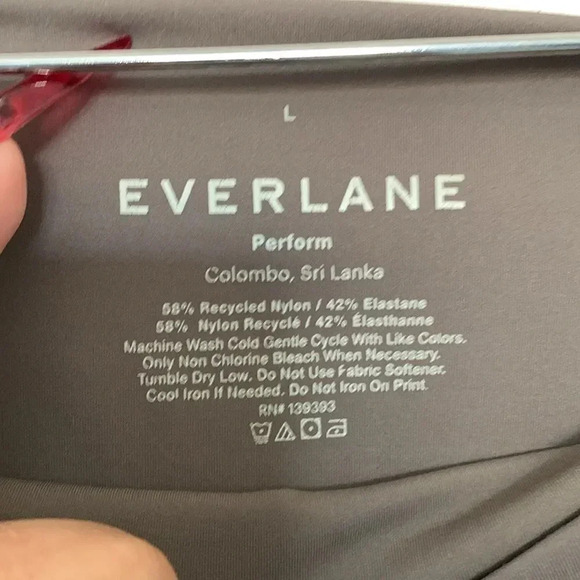 L
EVERLANE
Perform
Colombo, Sri Lanka
58% Recycled Nylon / 42% Elastane
58% Nylon Recyclé / 42% Élasthanne
Machine Wash Cold Gentle Cycle With Like Colors.
Only Non Chlorine Bleach When Necessary.
Tumble Dry Low. Do Not Use Fabric Softener.
Cool Iron If Needed. Do Not Iron On Print.
RN# 139393